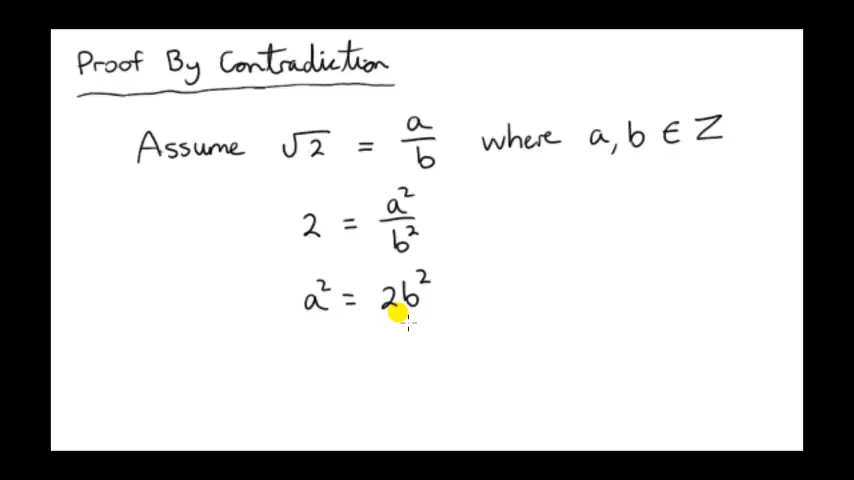 Proof By Contradiction
Assume √2 = a/b where a, b ∈ Z
2 = a²/b²
a² = 2b²